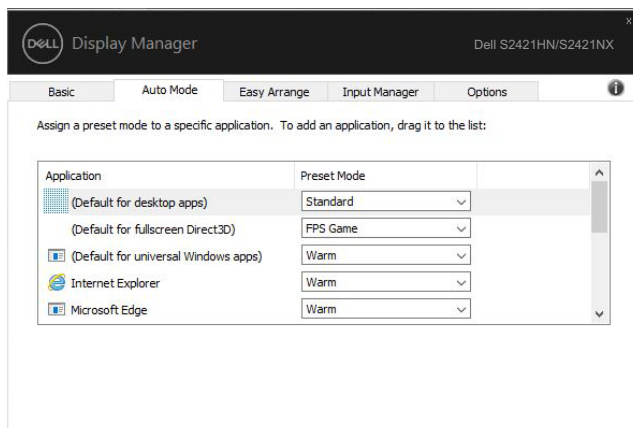 DELL Display Manager Dell S2421HN/S2421NX
Basic Auto Mode Easy Arrange Input Manager Options
Assign a preset mode to a specific application. To add an application, drag it to the list:
Application Preset Mode
(Default for desktop apps) Standard
(Default for fullscreen Direct3D) FPS Game
(Default for universal Windows apps) Warm
Internet Explorer Warm
Microsoft Edge Warm